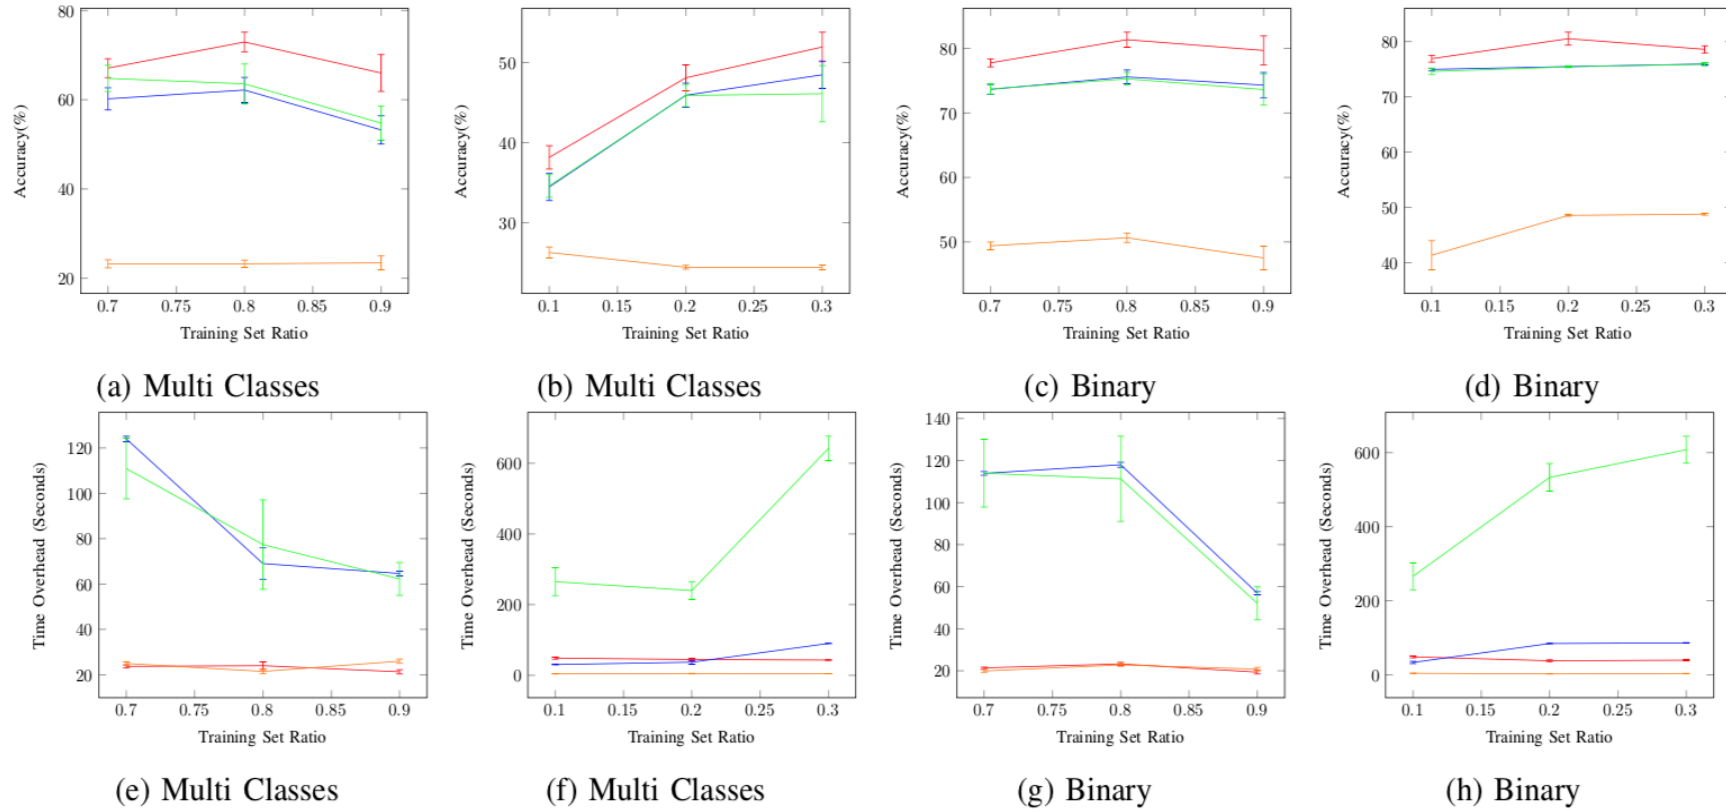 80
60
40
20
Accuracy(%)
0.7 0.75 0.8 0.85 0.9
Training Set Ratio
(a) Multi Classes
50
40
30
Accuracy(%)
0.1 0.15 0.2 0.25 0.3
Training Set Ratio
(b) Multi Classes
80
70
60
50
Accuracy(%)
0.7 0.75 0.8 0.85 0.9
Training Set Ratio
(c) Binary
80
70
60
50
40
Accuracy(%)
0.1 0.15 0.2 0.25 0.3
Training Set Ratio
(d) Binary
120
100
80
60
40
20
Time Overhead (Seconds)
0.7 0.75 0.8 0.85 0.9
Training Set Ratio
(e) Multi Classes
600
400
200
0
Time Overhead (Seconds)
0.1 0.15 0.2 0.25 0.3
Training Set Ratio
(f) Multi Classes
140
120
100
80
60
40
20
Time Overhead (Seconds)
0.7 0.75 0.8 0.85 0.9
Training Set Ratio
(g) Binary
600
400
200
0
Time Overhead (Seconds)
0.1 0.15 0.2 0.25 0.3
Training Set Ratio
(h) Binary